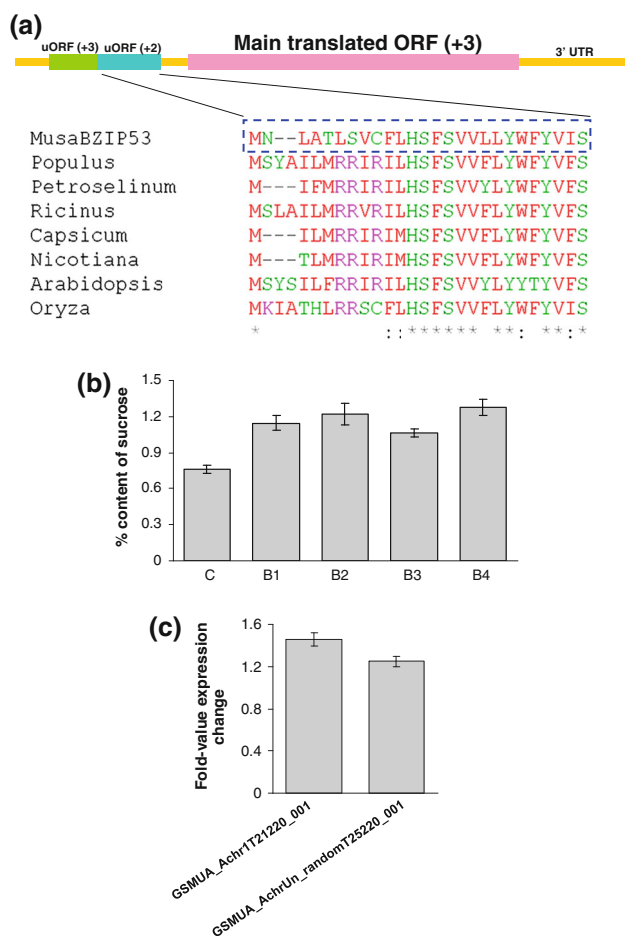 (a)
uORF (+3) uORF (+2) Main translated ORF (+3) 3' UTR
MusaBZIP53 MN--LATLSVCFLHSFSVVLLYWFYVIS
Populus MSYAILMRRIRILHSFSVVFLYWFYVFS
Petroselinum M---IFMRRIRILHSFSVVYLYWFYVFS
Ricinus MSLAILMRRVRILHSFSVVFLYWFYVFS
Capsicum M---ILMRRIRIMHSFSVVFLYWFYVFS
Nicotiana M---TLMRRIRILHSFSVVFLYWFYVFS
Arabidopsis MSYSILFRRIRILHSFSVVYLYYTYVFS
Oryza MKIATHLRRSCFLHSFSVVFLYWFYVIS
* :: ****** **: **:*
(b)
% content of sucrose
1.5
1.2
0.9
0.6
0.3
0
C B1 B2 B3 B4
(c)
Fold-value expression
change
1.6
1.2
0.8
0.4
0
GSMUA_Achr1T21220_001
GSMUA_AchrUn_randomT25220_001